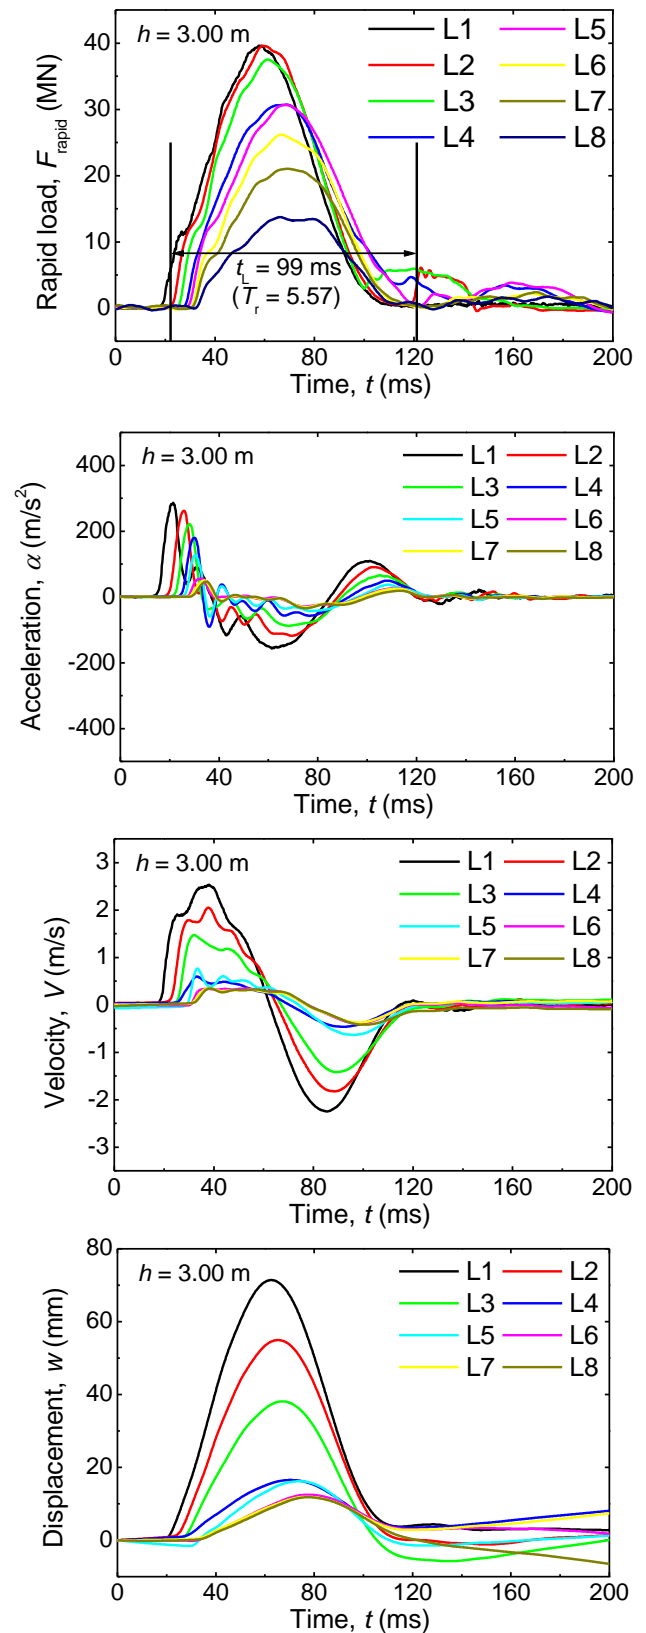 h = 3.00 m
L1 L5
L2 L6
L3 L7
L4 L8
tL = 99 ms
(Tr = 5.57)
40
30
20
10
0
Rapid load, Frapid (MN)
0 40 80 120 160 200
Time, t (ms)
h = 3.00 m
L1 L2
L3 L4
L5 L6
L7 L8
400
200
0
-200
-400
Acceleration, α (m/s²)
0 40 80 120 160 200
Time, t (ms)
h = 3.00 m
L1 L2
L3 L4
L5 L6
L7 L8
3
2
1
0
-1
-2
-3
Velocity, V (m/s)
0 40 80 120 160 200
Time, t (ms)
h = 3.00 m
L1 L2
L3 L4
L5 L6
L7 L8
80
60
40
20
0
Displacement, w (mm)
0 40 80 120 160 200
Time, t (ms)